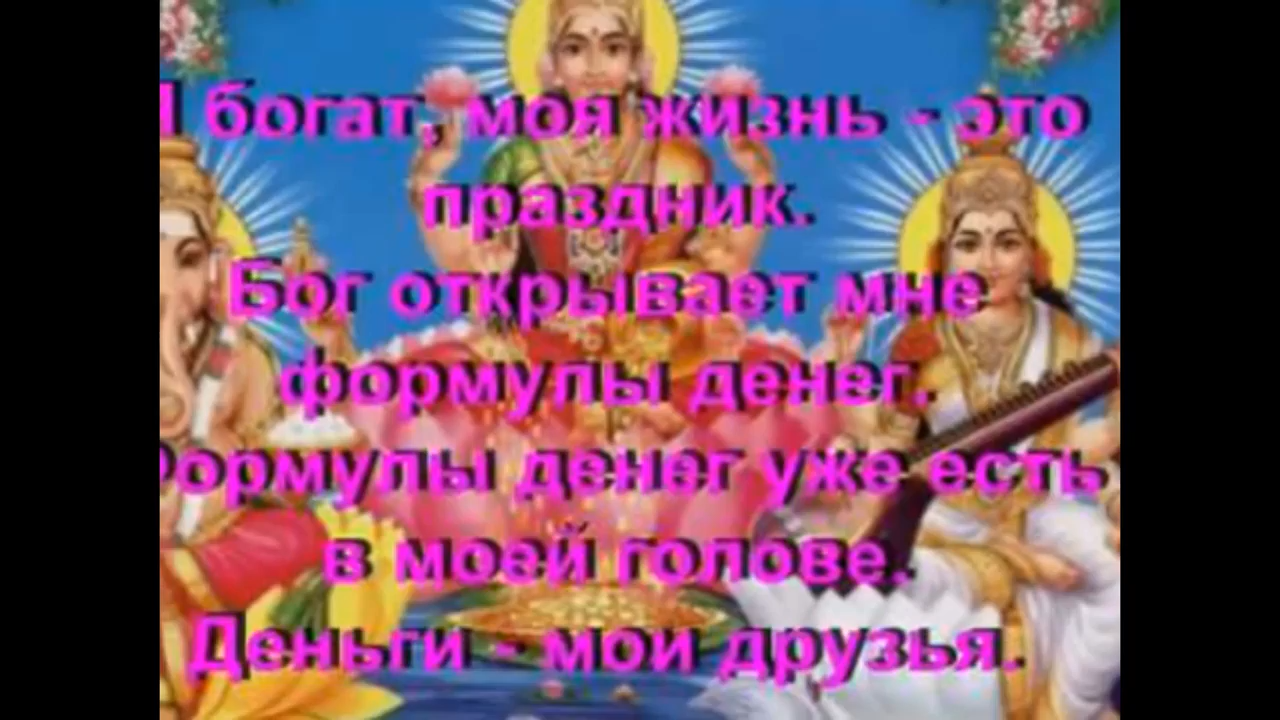 Я богат, моя жизнь - это
праздник.
Бог открывает мне
формулы денег.
Формулы денег уже есть
в моей голове.
Деньги - мои друзья.